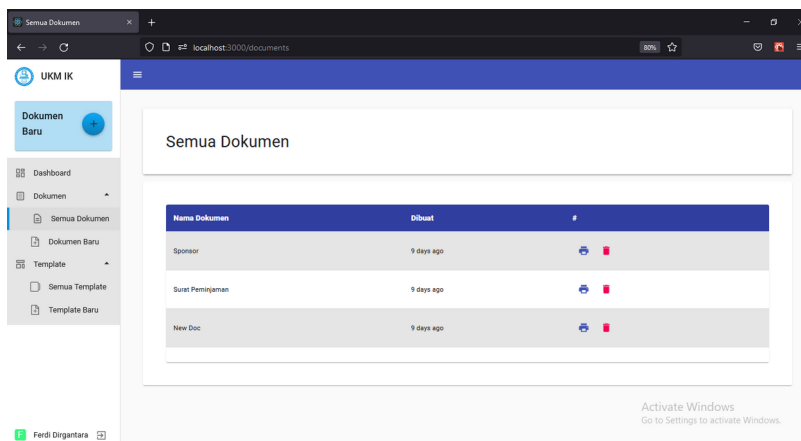 Semua Dokumen
localhost:3000/documents
80%
UKM IK
Dokumen
Baru
Dashboard
Dokumen
Semua Dokumen
Dokumen Baru
Template
Semua Template
Template Baru
F Ferdi Dirgantara
Semua Dokumen
Nama Dokumen Dibuat #
Sponsor 9 days ago
Surat Peminjaman 9 days ago
New Doc 9 days ago
Activate Windows
Go to Settings to activate Windows.